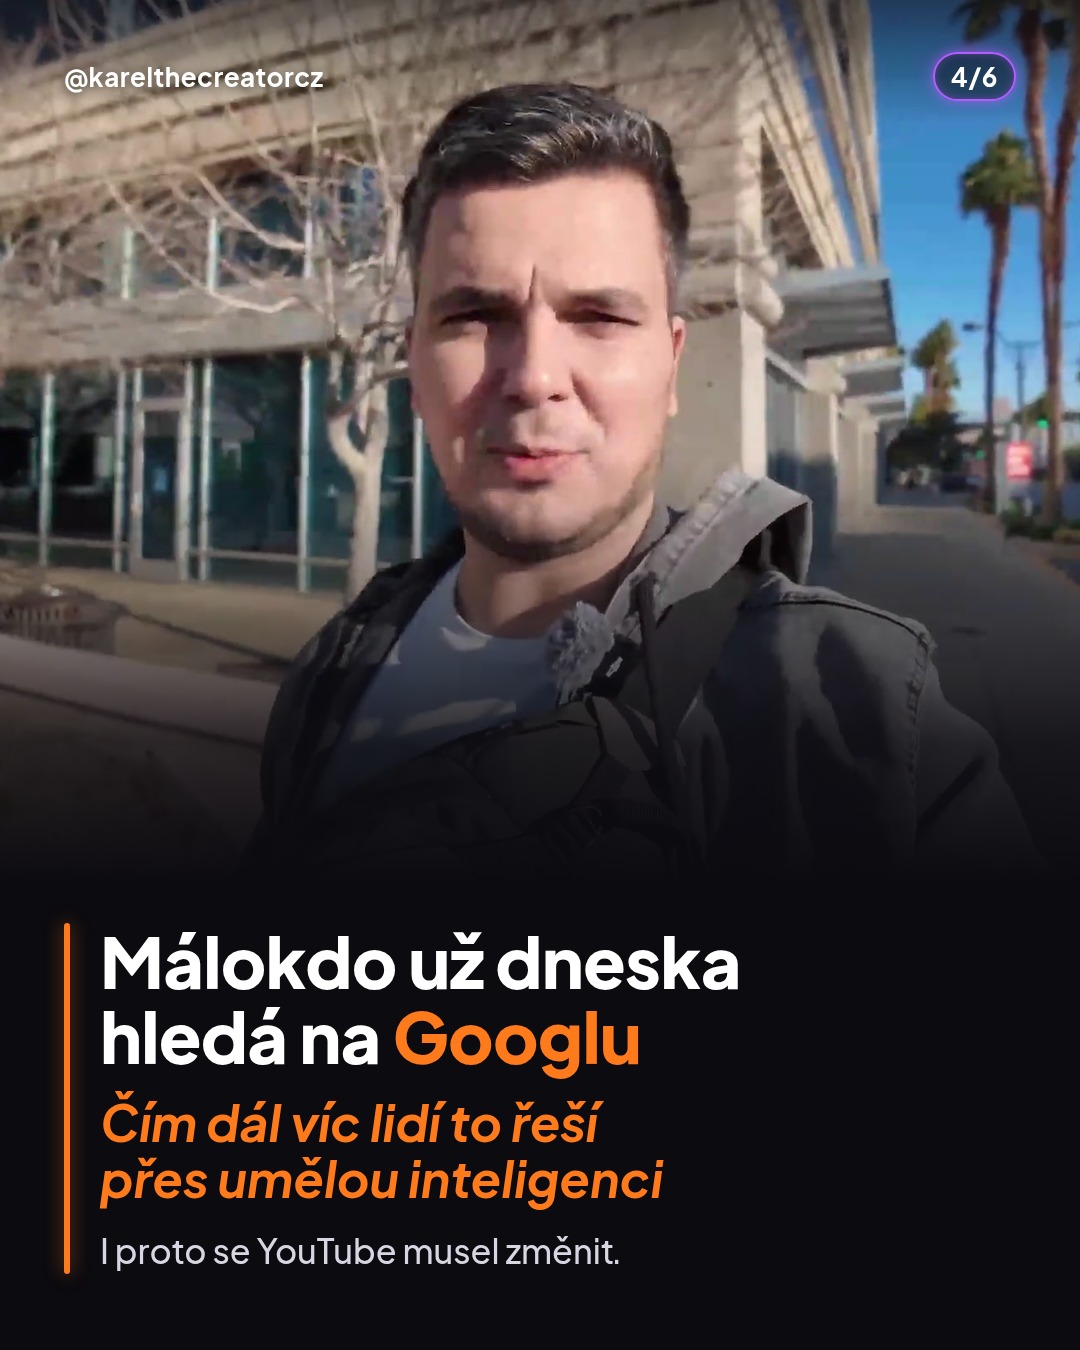 @karelthecreatorcz
4/6
Málokdo už dneska
hledá na Googlu
Čím dál víc lidí to řeší
přes umělou inteligenci
I proto se YouTube musel změnit.